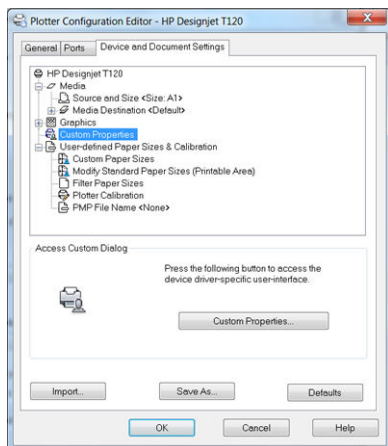 Plotter Configuration Editor - HP Designjet T120
General Ports Device and Document Settings
HP Designjet T120
Media
Source and Size <Size: A1>
Media Destination <Default>
Graphics
Custom Properties
User-defined Paper Sizes & Calibration
Custom Paper Sizes
Modify Standard Paper Sizes (Printable Area)
Filter Paper Sizes
Plotter Calibration
PMP File Name <None>
Access Custom Dialog
Press the following button to access the
device driver-specific user-interface.
Custom Properties...
Import... Save As... Defaults
OK Cancel Help